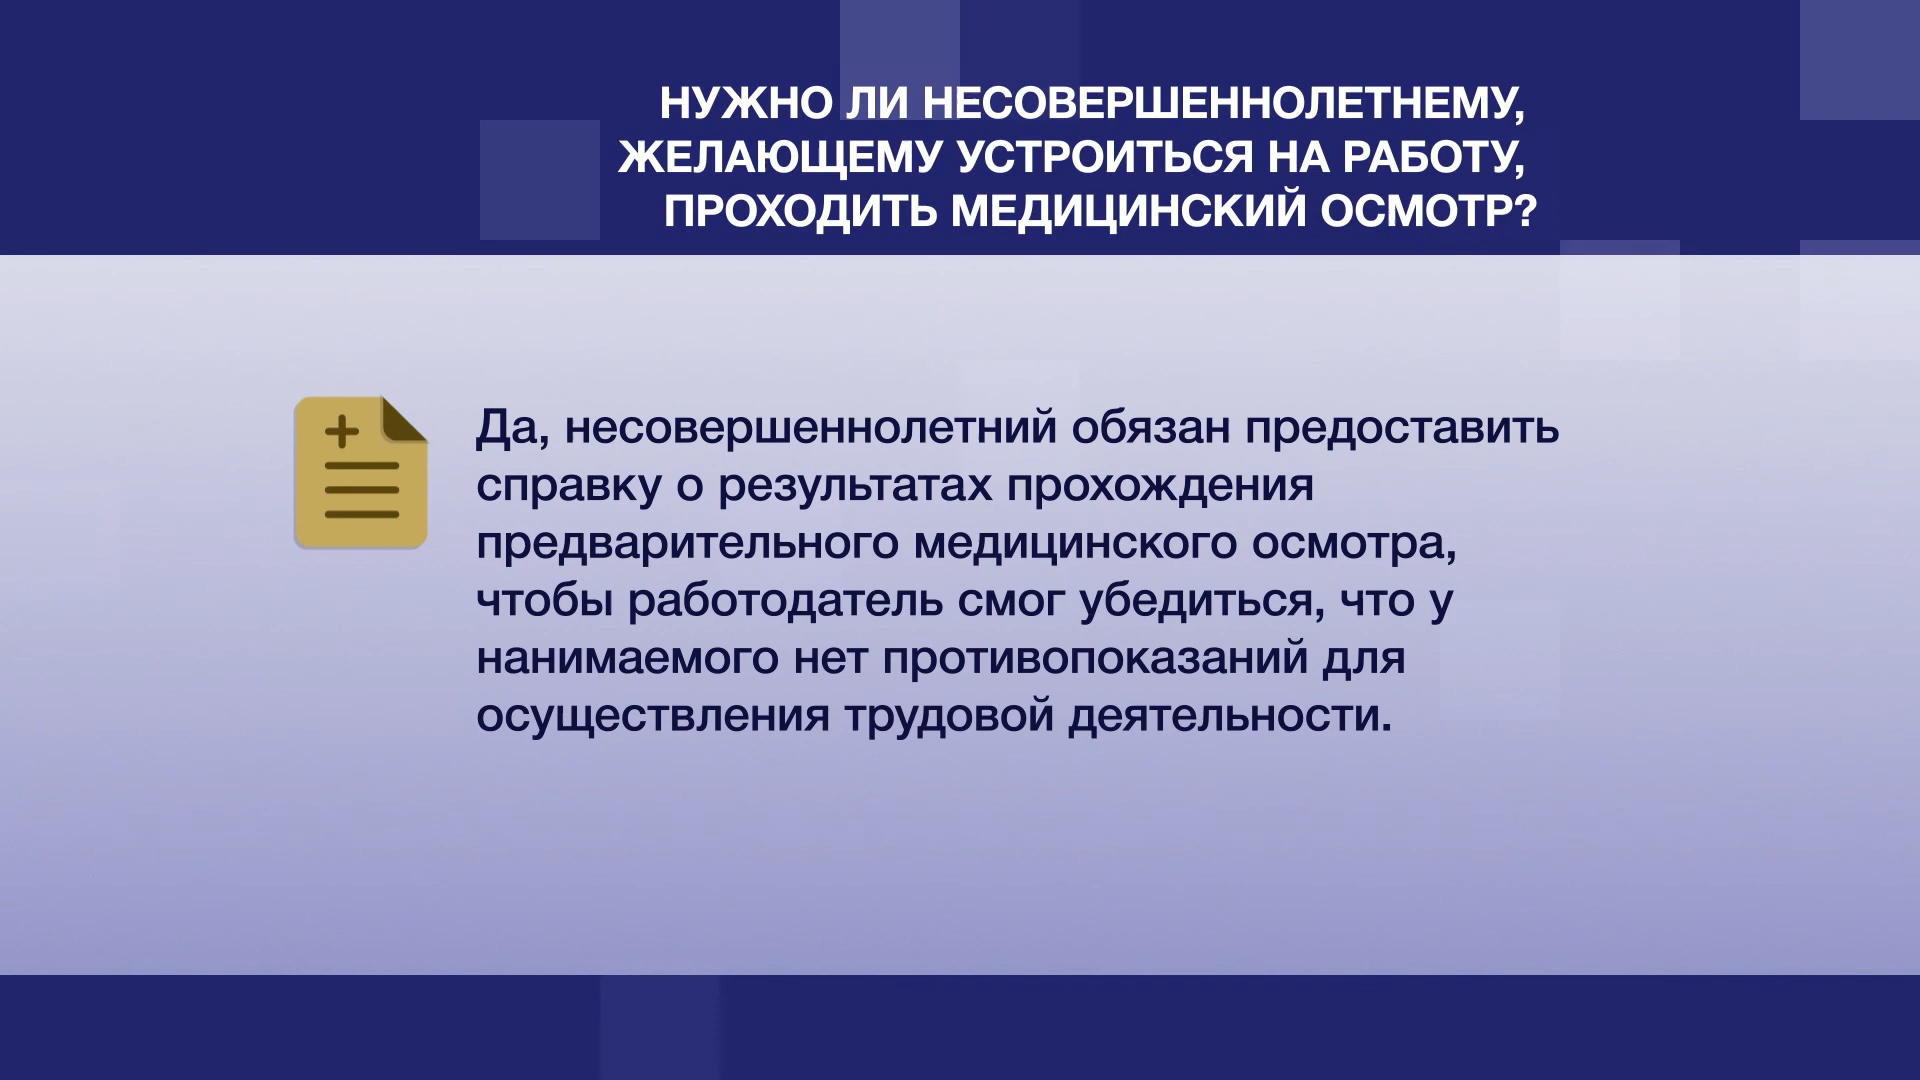 НУЖНО ЛИ НЕСОВЕРШЕННОЛЕТНЕМУ,
ЖЕЛАЮЩЕМУ УСТРОИТЬСЯ НА РАБОТУ,
ПРОХОДИТЬ МЕДИЦИНСКИЙ ОСМОТР?
Да, несовершеннолетний обязан предоставить
справку о результатах прохождения
предварительного медицинского осмотра,
чтобы работодатель смог убедиться, что у
нанимаемого нет противопоказаний для
осуществления трудовой деятельности.